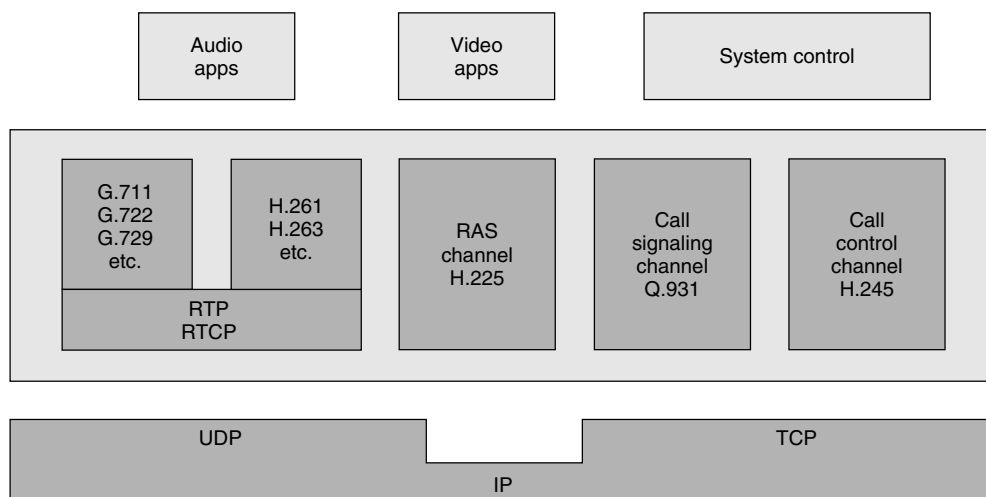 Audio
apps
Video
apps
System control
G.711
G.722
G.729
etc.
H.261
H.263
etc.
RTP
RTCP
RAS
channel
H.225
Call
signaling
channel
Q.931
Call
control
channel
H.245
UDP
TCP
IP